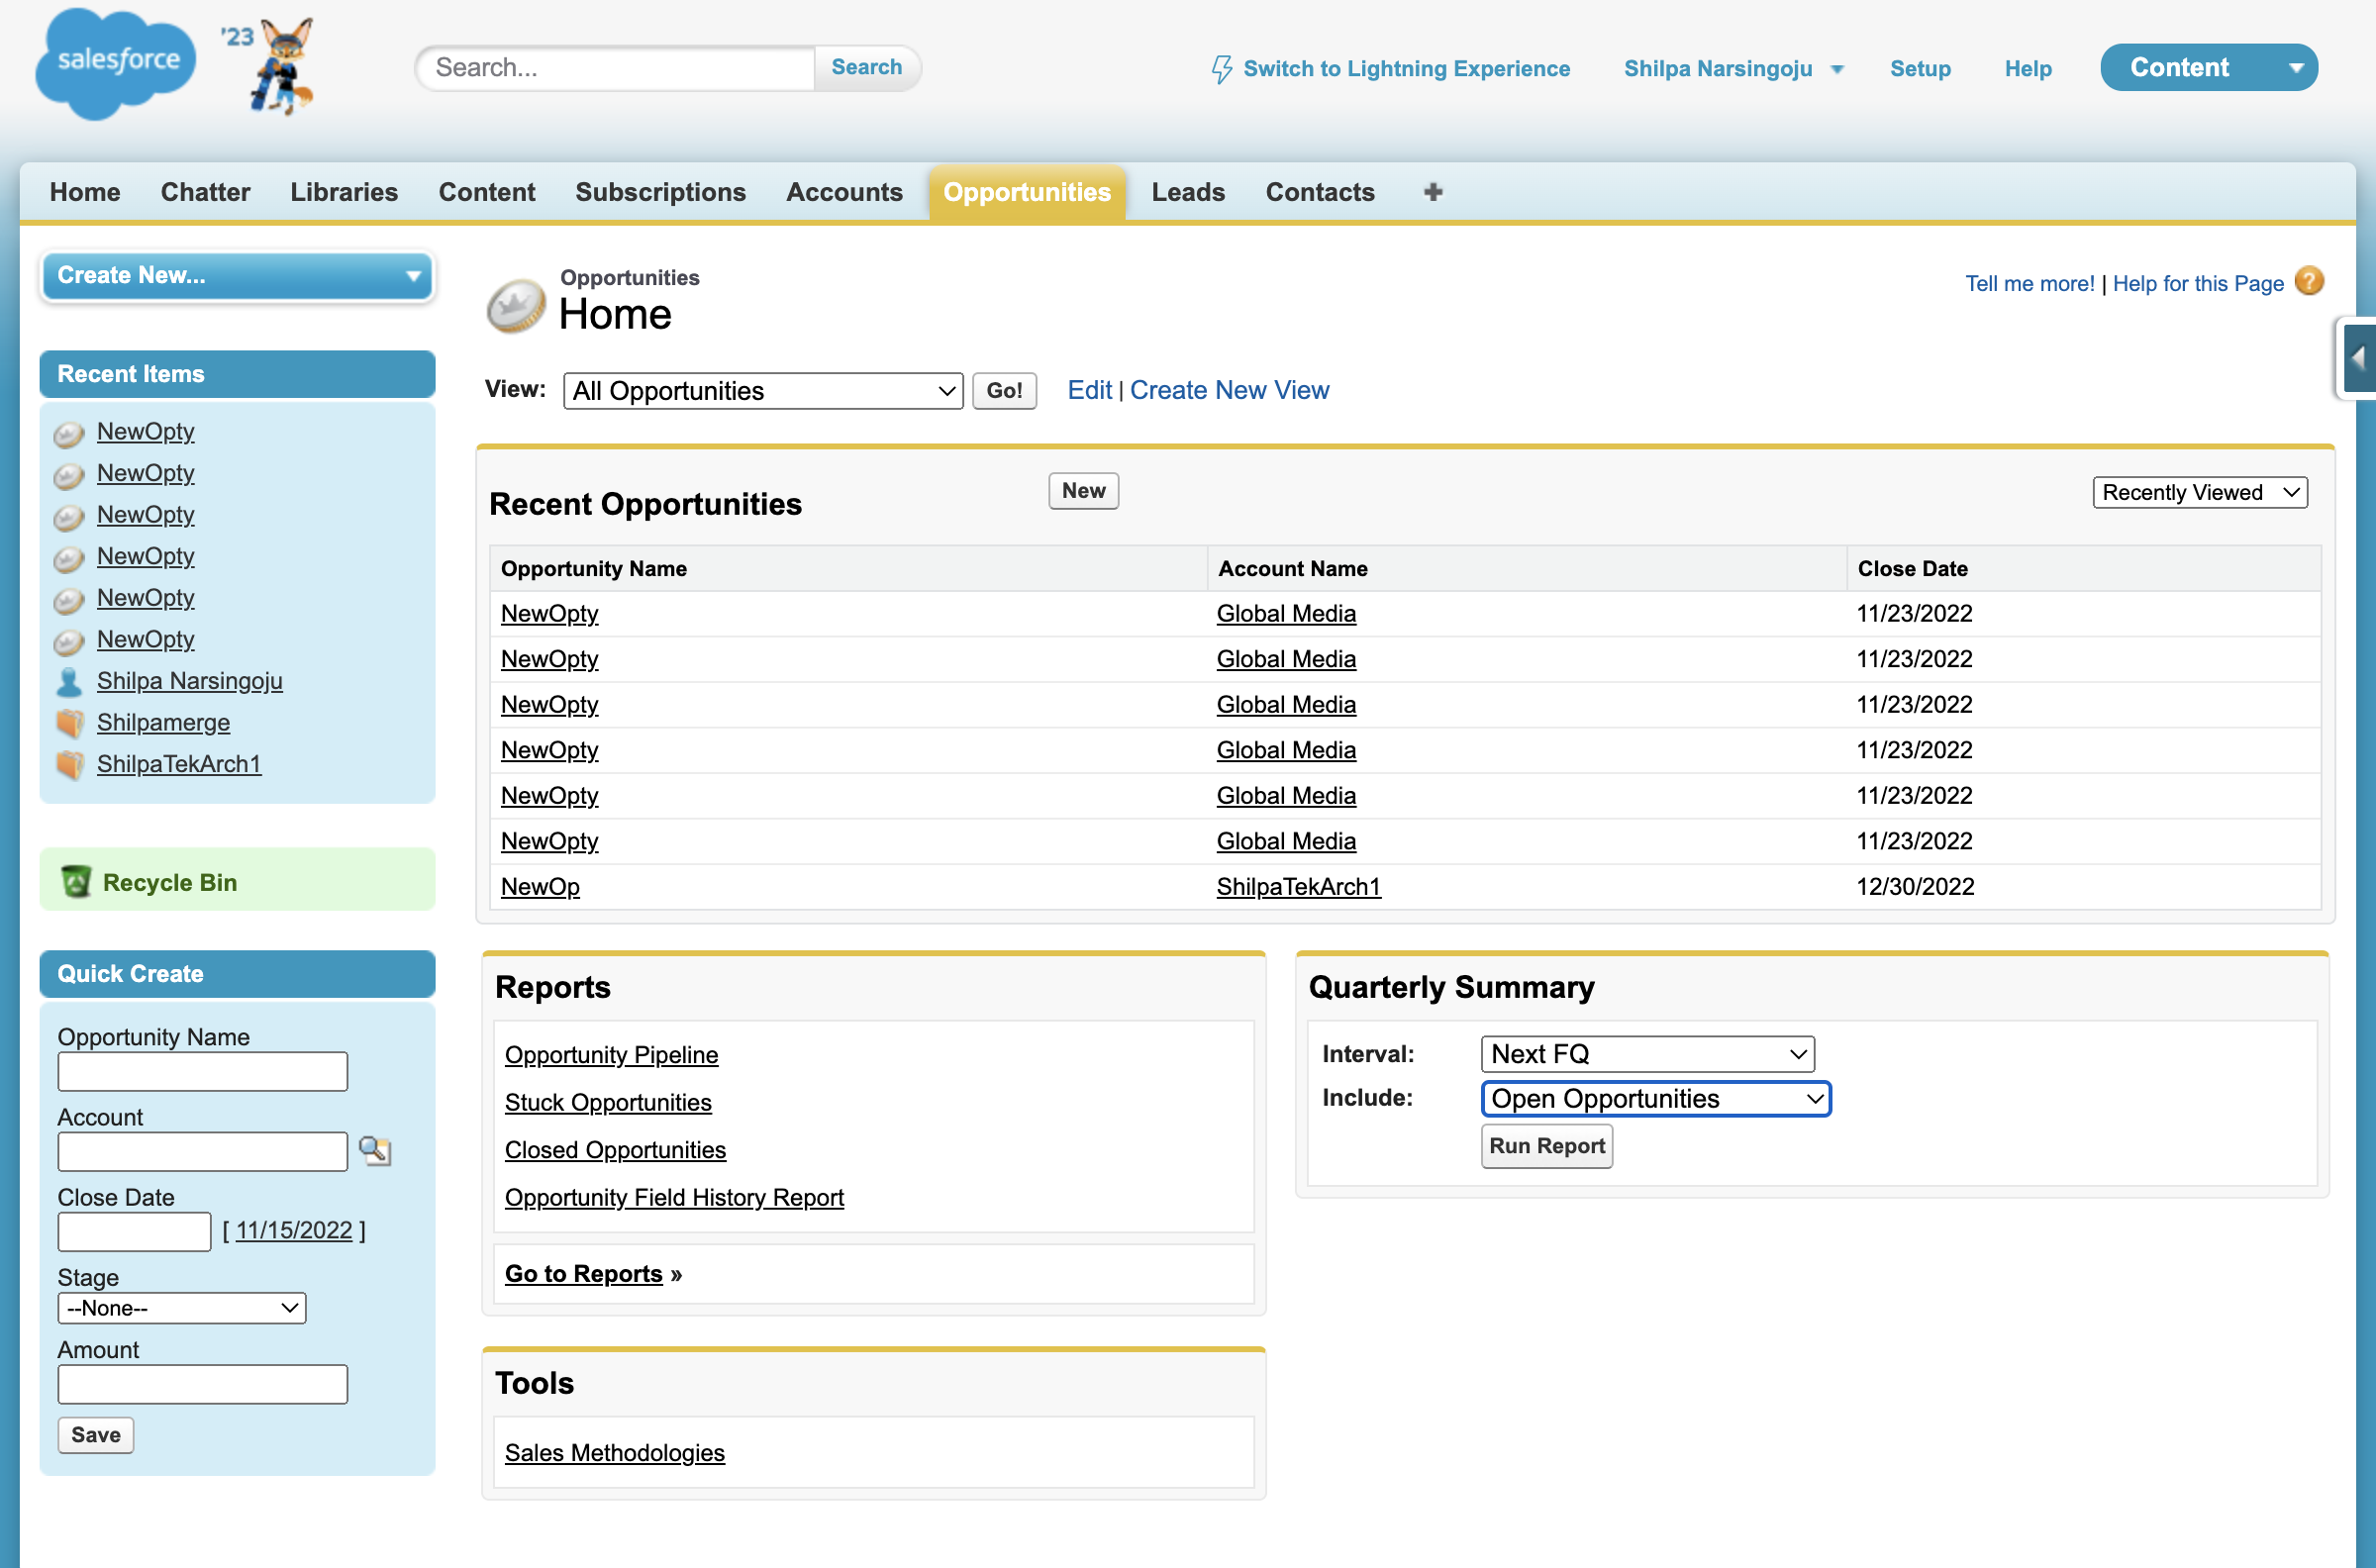 salesforce
'23
Search...
Search
Switch to Lightning Experience
Shilpa Narsingoju
Setup
Help
Content
Home
Chatter
Libraries
Content
Subscriptions
Accounts
Opportunities
Leads
Contacts
+
Create New...
Recent Items
NewOpty
NewOpty
NewOpty
NewOpty
NewOpty
NewOpty
Shilpa Narsingoju
Shilpamerge
ShilpaTekArch1
Recycle Bin
Quick Create
Opportunity Name
Account
Close Date
[ 11/15/2022 ]
Stage
--None--
Amount
Save
Opportunities
Home
Tell me more! | Help for this Page ?
View: All Opportunities Go! Edit | Create New View
Recent Opportunities
New
Recently Viewed
Opportunity Name Account Name Close Date
NewOpty Global Media 11/23/2022
NewOpty Global Media 11/23/2022
NewOpty Global Media 11/23/2022
NewOpty Global Media 11/23/2022
NewOpty Global Media 11/23/2022
NewOpty Global Media 11/23/2022
NewOp ShilpaTekArch1 12/30/2022
Reports
Opportunity Pipeline
Stuck Opportunities
Closed Opportunities
Opportunity Field History Report
Go to Reports »
Quarterly Summary
Interval: Next FQ
Include: Open Opportunities
Run Report
Tools
Sales Methodologies